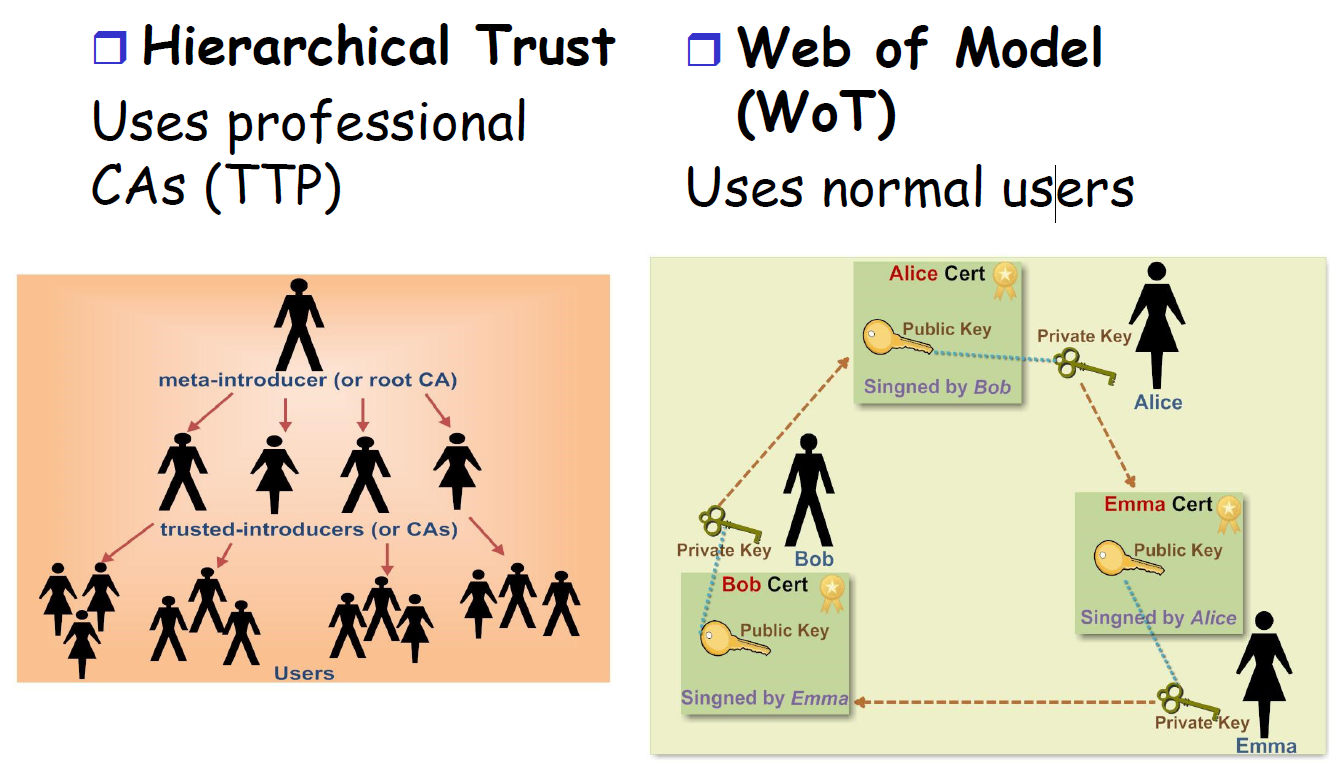 Hierarchical Trust
Uses professional
CAs (TTP)
meta-introducer (or root CA)
trusted-introducers (or CAs)
Users
Web of Model
(WoT)
Uses normal users
Alice Cert
Public Key
Singned by Bob
Private Key
Alice
Bob
Private Key
Bob Cert
Public Key
Singned by Emma
Emma Cert
Public Key
Singned by Alice
Private Key
Emma